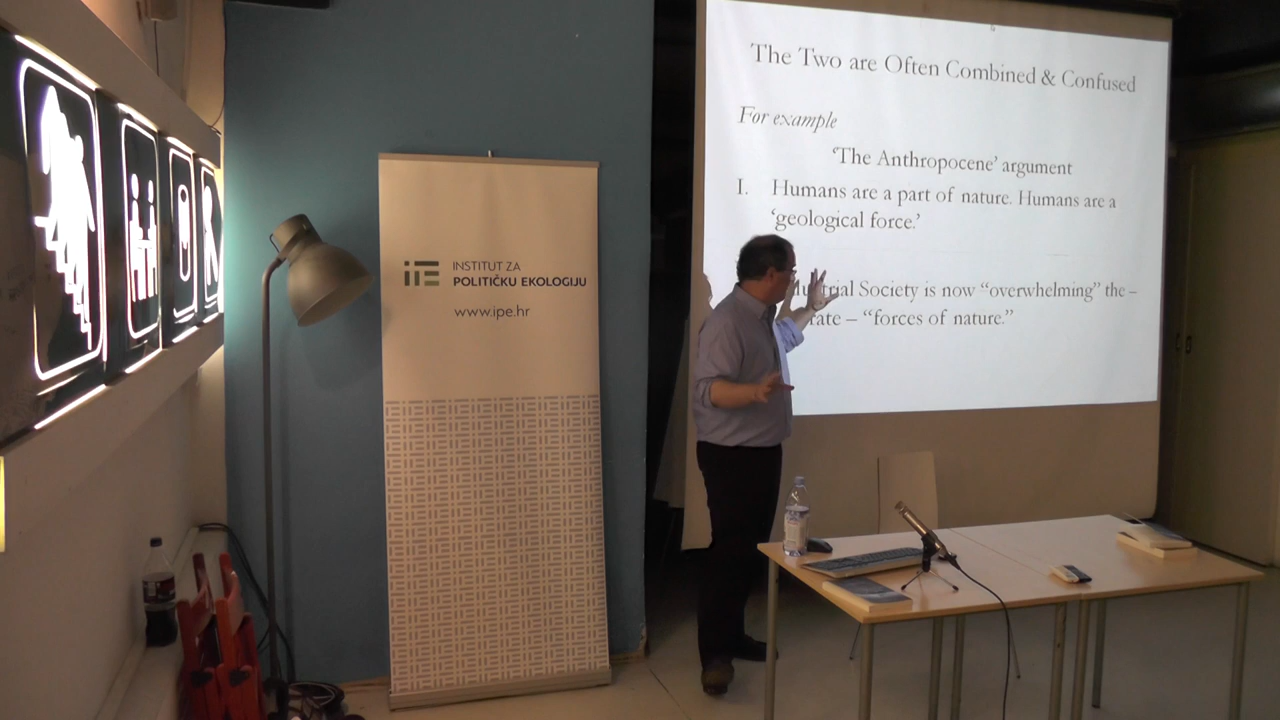 The Two are Often Combined & Confused
For example
'The Anthropocene' argument
I. Humans are a part of nature. Humans are a
'geological force.'
Society is now “overwhelming” the –
– “forces of nature.”
INSTITUT ZA
POLITIČKU EKOLOGIJU
www.ipe.hr